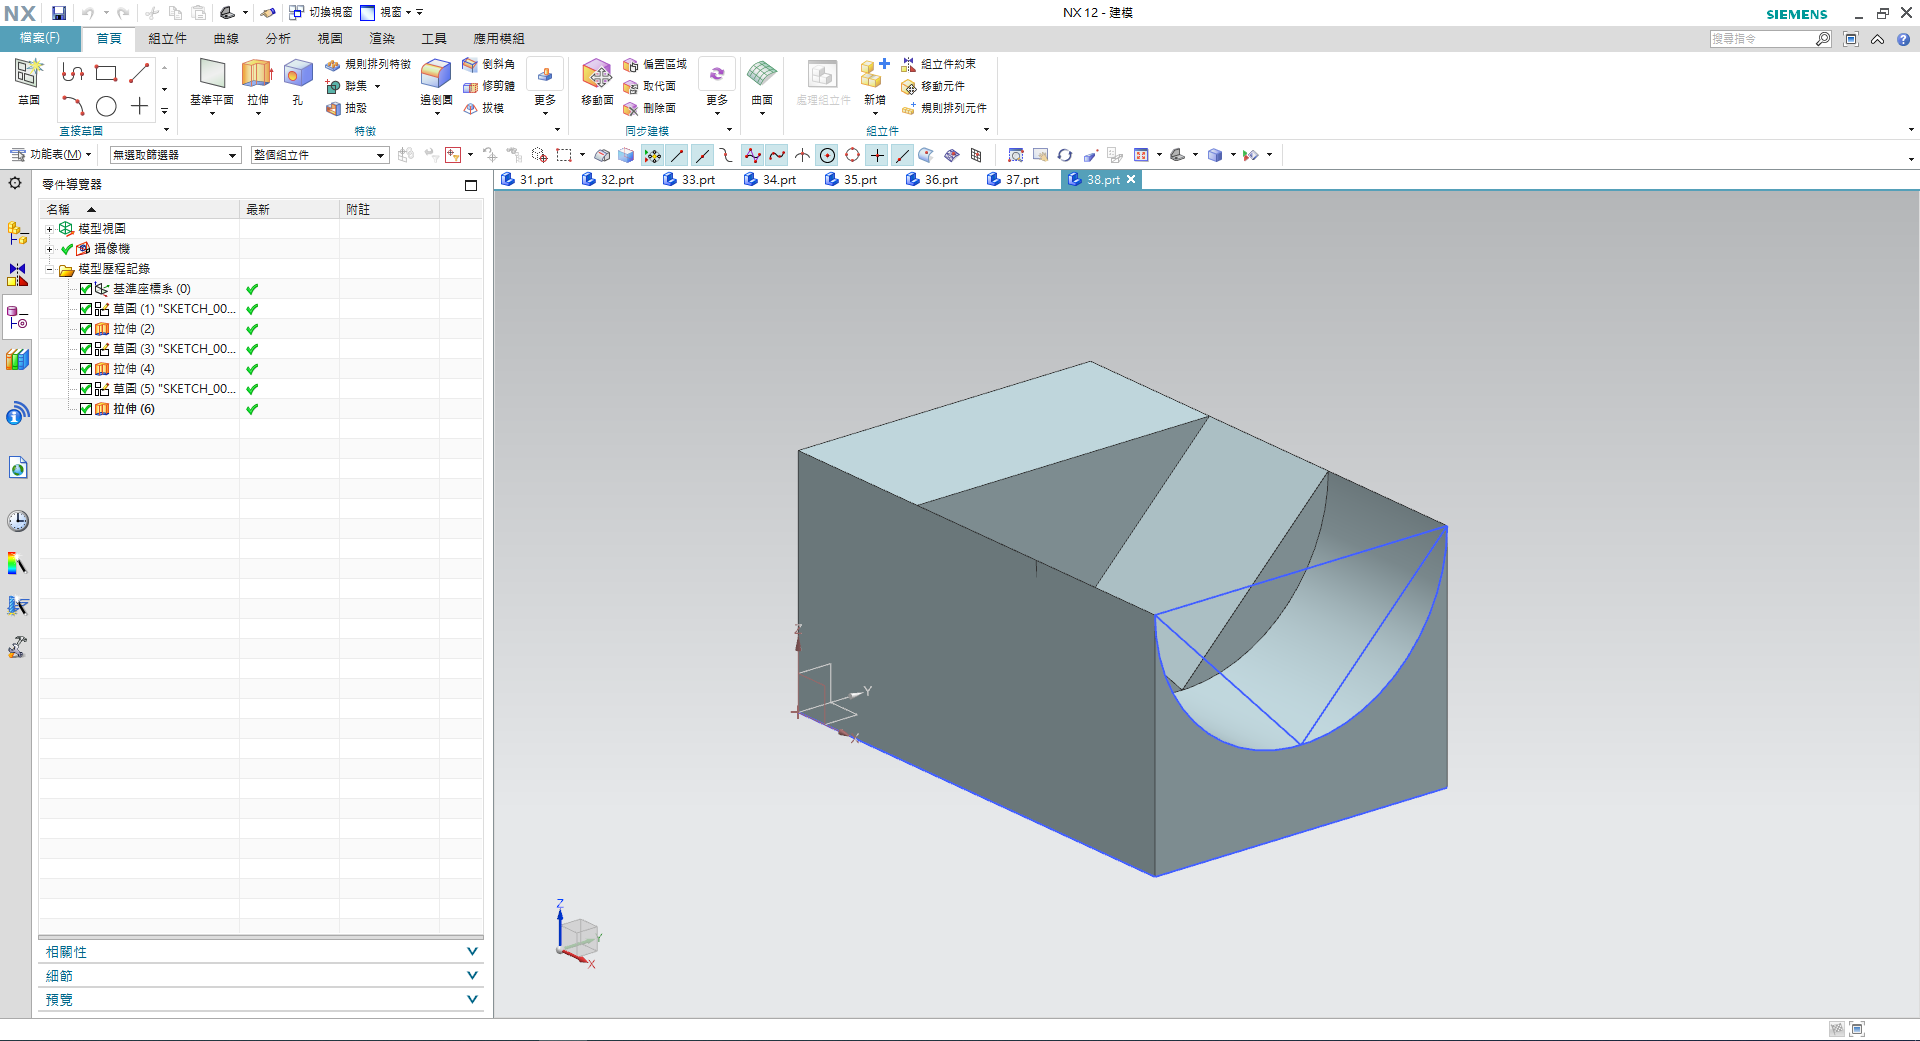 NX
切換視窗
視窗
NX 12 - 建模
SIEMENS
檔案(F)
首頁
組立件
曲線
分析
視圖
渲染
工具
應用模組
搜尋指令
草圖
直接草圖
基準平面
拉伸
孔
規則排列特徵
聯集
抽殼
邊倒圓
倒斜角
修剪體
拔模
更多
特徵
移動面
偏置區域
取代面
刪除面
更多
同步建模
曲面
處理組立件
新增
組立件約束
移動元件
規則排列元件
組立件
功能表(M)
無選取篩選器
整個組立件
零件導覽器
31.prt
32.prt
33.prt
34.prt
35.prt
36.prt
37.prt
38.prt
名稱
最新
附註
模型視圖
攝像機
模型歷程記錄
基準座標系 (0)
草圖 (1) "SKETCH_00...
拉伸 (2)
草圖 (3) "SKETCH_00...
拉伸 (4)
草圖 (5) "SKETCH_00...
拉伸 (6)
Z
Y
X
Z
Y
X
相關性
細節
預覽